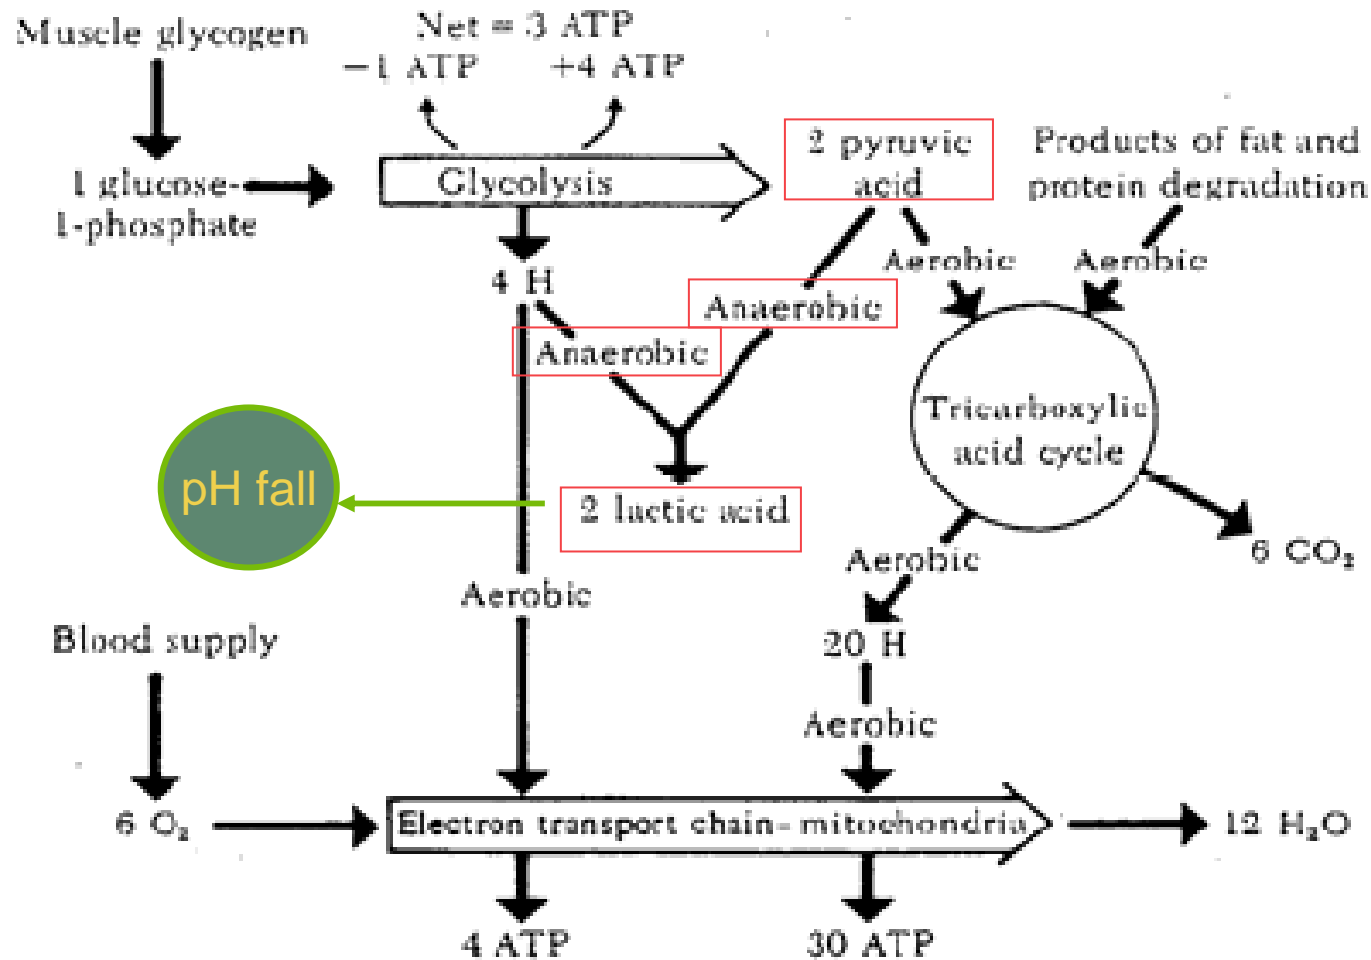 Muscle glycogen
Net = 3 ATP
−1 ATP
+4 ATP
1 glucose-
1-phosphate
Glycolysis
2 pyruvic
acid
Products of fat and
protein degradation
4 H
Aerobic
Aerobic
Anaerobic
Anaerobic
Tricarboxylic
acid cycle
pH fall
2 lactic acid
6 CO₂
Aerobic
Aerobic
Blood supply
20 H
Aerobic
6 O₂
Electron transport chain–mitochondria
12 H₂O
4 ATP
30 ATP